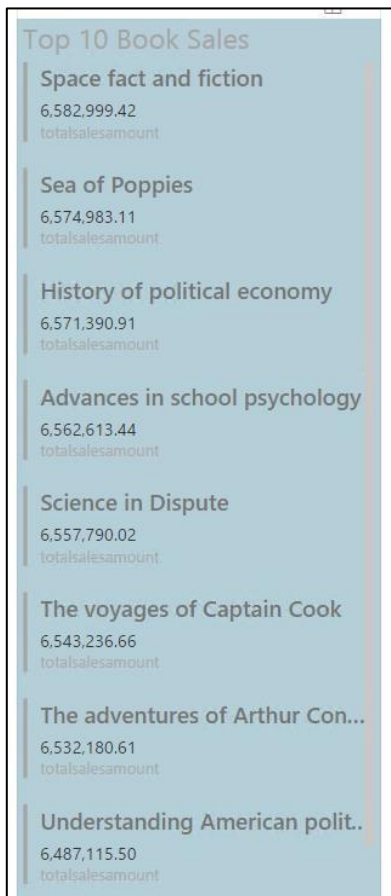 Top 10 Book Sales
Space fact and fiction
6,582,999.42
totalsalesamount
Sea of Poppies
6,574,983.11
totalsalesamount
History of political economy
6,571,390.91
totalsalesamount
Advances in school psychology
6,562,613.44
totalsalesamount
Science in Dispute
6,557,790.02
totalsalesamount
The voyages of Captain Cook
6,543,236.66
totalsalesamount
The adventures of Arthur Con...
6,532,180.61
totalsalesamount
Understanding American polit..
6,487,115.50
totalsalesamount